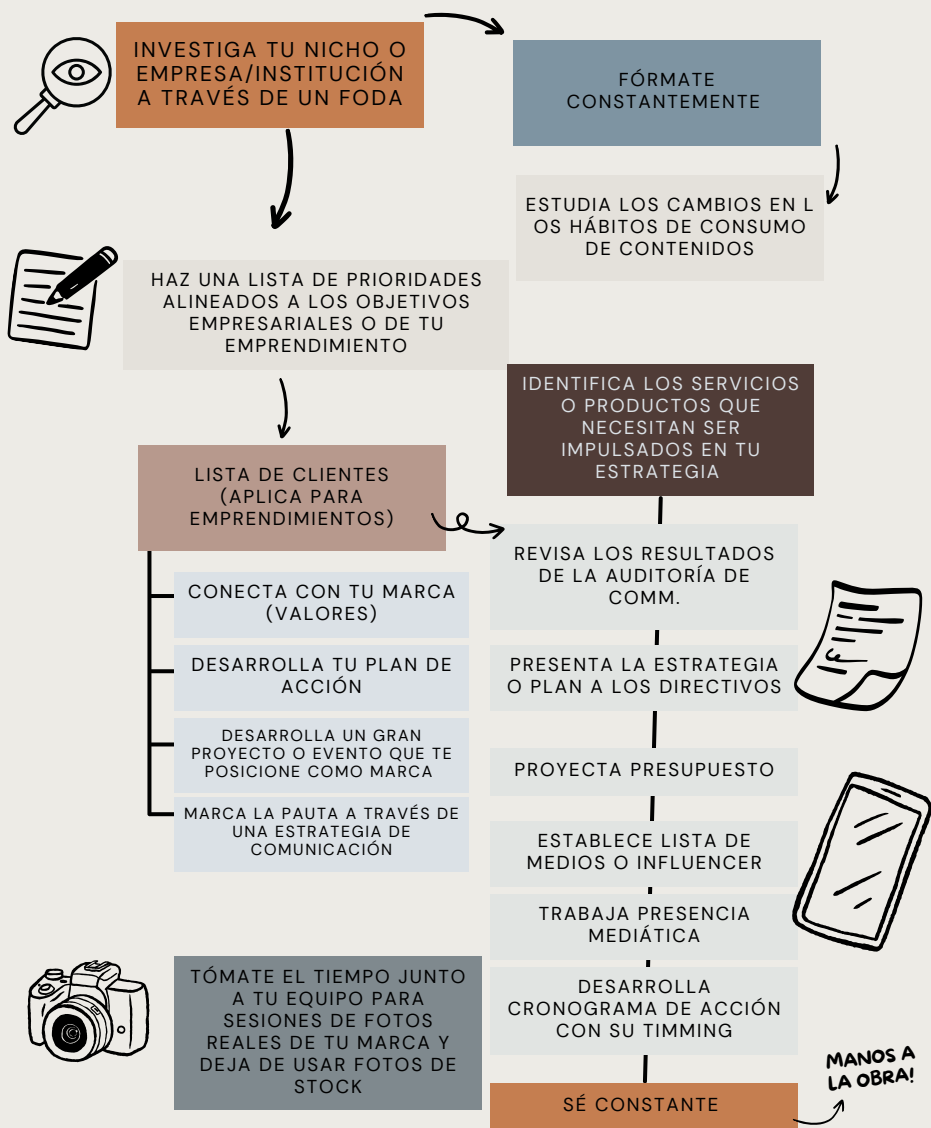 INVESTIGA TU NICHO O
EMPRESA/INSTITUCIÓN
A TRAVÉS DE UN FODA
FÓRMATE
CONSTANTEMENTE
ESTUDIA LOS CAMBIOS EN L
OS HÁBITOS DE CONSUMO
DE CONTENIDOS
HAZ UNA LISTA DE PRIORIDADES
ALINEADOS A LOS OBJETIVOS
EMPRESARIALES O DE TU
EMPRENDIMIENTO
LISTA DE CLIENTES
(APLICA PARA
EMPRENDIMIENTOS)
CONECTA CON TU MARCA
(VALORES)
DESARROLLA TU PLAN DE
ACCIÓN
DESARROLLA UN GRAN
PROYECTO O EVENTO QUE TE
POSICIONE COMO MARCA
MARCA LA PAUTA A TRAVÉS DE
UNA ESTRATEGIA DE
COMUNICACIÓN
IDENTIFICA LOS SERVICIOS
O PRODUCTOS QUE
NECESITAN SER
IMPULSADOS EN TU
ESTRATEGIA
REVISA LOS RESULTADOS
DE LA AUDITORÍA DE
COMM.
PRESENTA LA ESTRATEGIA
O PLAN A LOS DIRECTIVOS
PROYECTA PRESUPUESTO
ESTABLECE LISTA DE
MEDIOS O INFLUENCER
TRABAJA PRESENCIA
MEDIÁTICA
DESARROLLA
CRONOGRAMA DE ACCIÓN
CON SU TIMMING
TÓMATE EL TIEMPO JUNTO
A TU EQUIPO PARA
SESIONES DE FOTOS
REALES DE TU MARCA Y
DEJA DE USAR FOTOS DE
STOCK
SÉ CONSTANTE
MANOS A
LA OBRA!